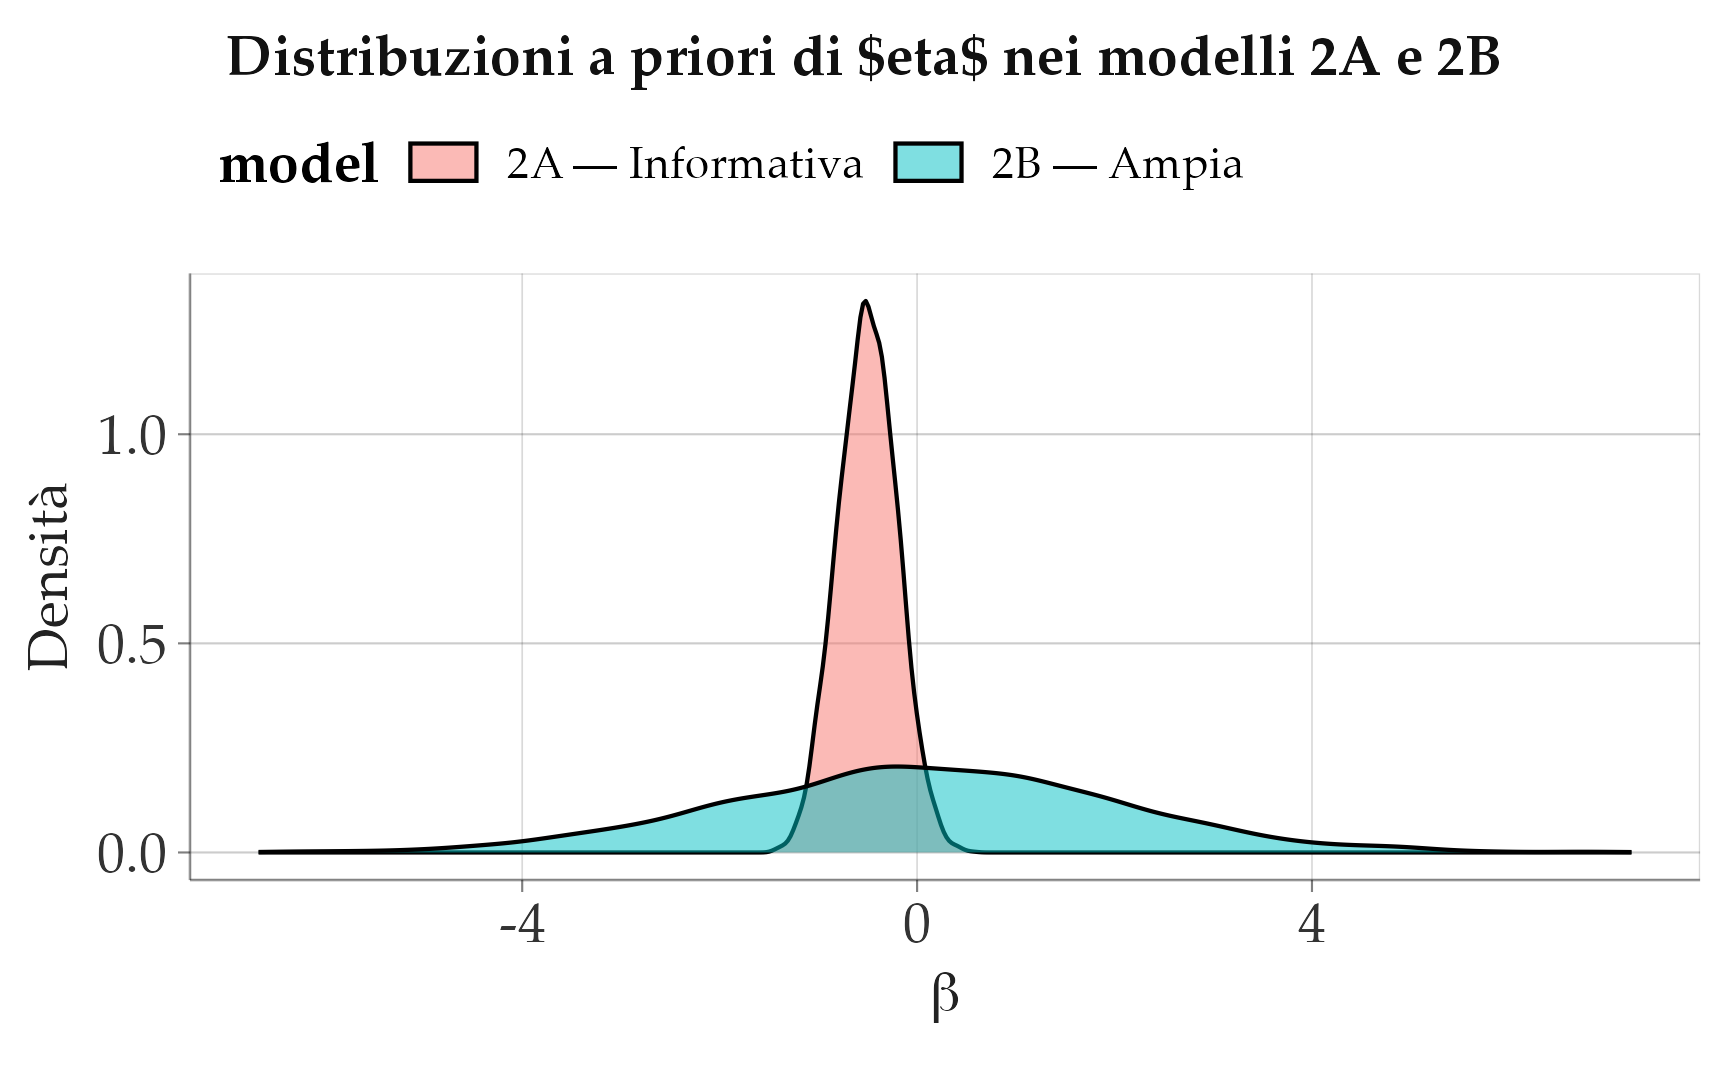 Distribuzioni a priori di $eta$ nei modelli 2A e 2B
model 2A — Informativa 2B — Ampia
Densità
1.0
0.5
0.0
-4 0 4
β